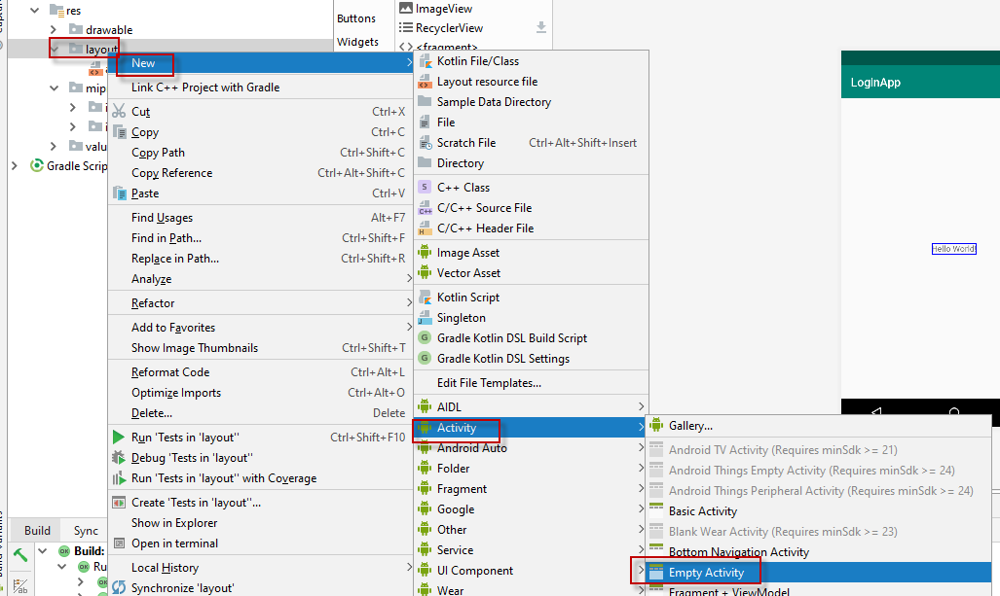 res
drawable
layout
mip
valu
Gradle Scrip
Buttons
Widgets
ImageView
RecyclerView
<fragment>
New
Link C++ Project with Gradle
Cut Ctrl+X
Copy Ctrl+C
Copy Path Ctrl+Shift+C
Copy Reference Ctrl+Alt+Shift+C
Paste Ctrl+V
Find Usages Alt+F7
Find in Path... Ctrl+Shift+F
Replace in Path... Ctrl+Shift+R
Analyze
Refactor
Add to Favorites
Show Image Thumbnails Ctrl+Shift+T
Reformat Code Ctrl+Alt+L
Optimize Imports Ctrl+Alt+O
Delete... Delete
Run 'Tests in 'layout'' Ctrl+Shift+F10
Debug 'Tests in 'layout''
Run 'Tests in 'layout'' with Coverage
Create 'Tests in 'layout''...
Show in Explorer
Open in terminal
Local History
Synchronize 'layout'
Kotlin File/Class
Layout resource file
Sample Data Directory
File
Scratch File Ctrl+Alt+Shift+Insert
Directory
C++ Class
C/C++ Source File
C/C++ Header File
Image Asset
Vector Asset
Kotlin Script
Singleton
Gradle Kotlin DSL Build Script
Gradle Kotlin DSL Settings
Edit File Templates...
AIDL
Activity
Android Auto
Folder
Fragment
Google
Other
Service
UI Component
Wear
Gallery...
Android TV Activity (Requires minSdk >= 21)
Android Things Empty Activity (Requires minSdk >= 24)
Android Things Peripheral Activity (Requires minSdk >= 24)
Basic Activity
Blank Wear Activity (Requires minSdk >= 23)
Bottom Navigation Activity
Empty Activity
Fragment + ViewModel
LoginApp
Hello World!
Build Sync
Build:
Ru